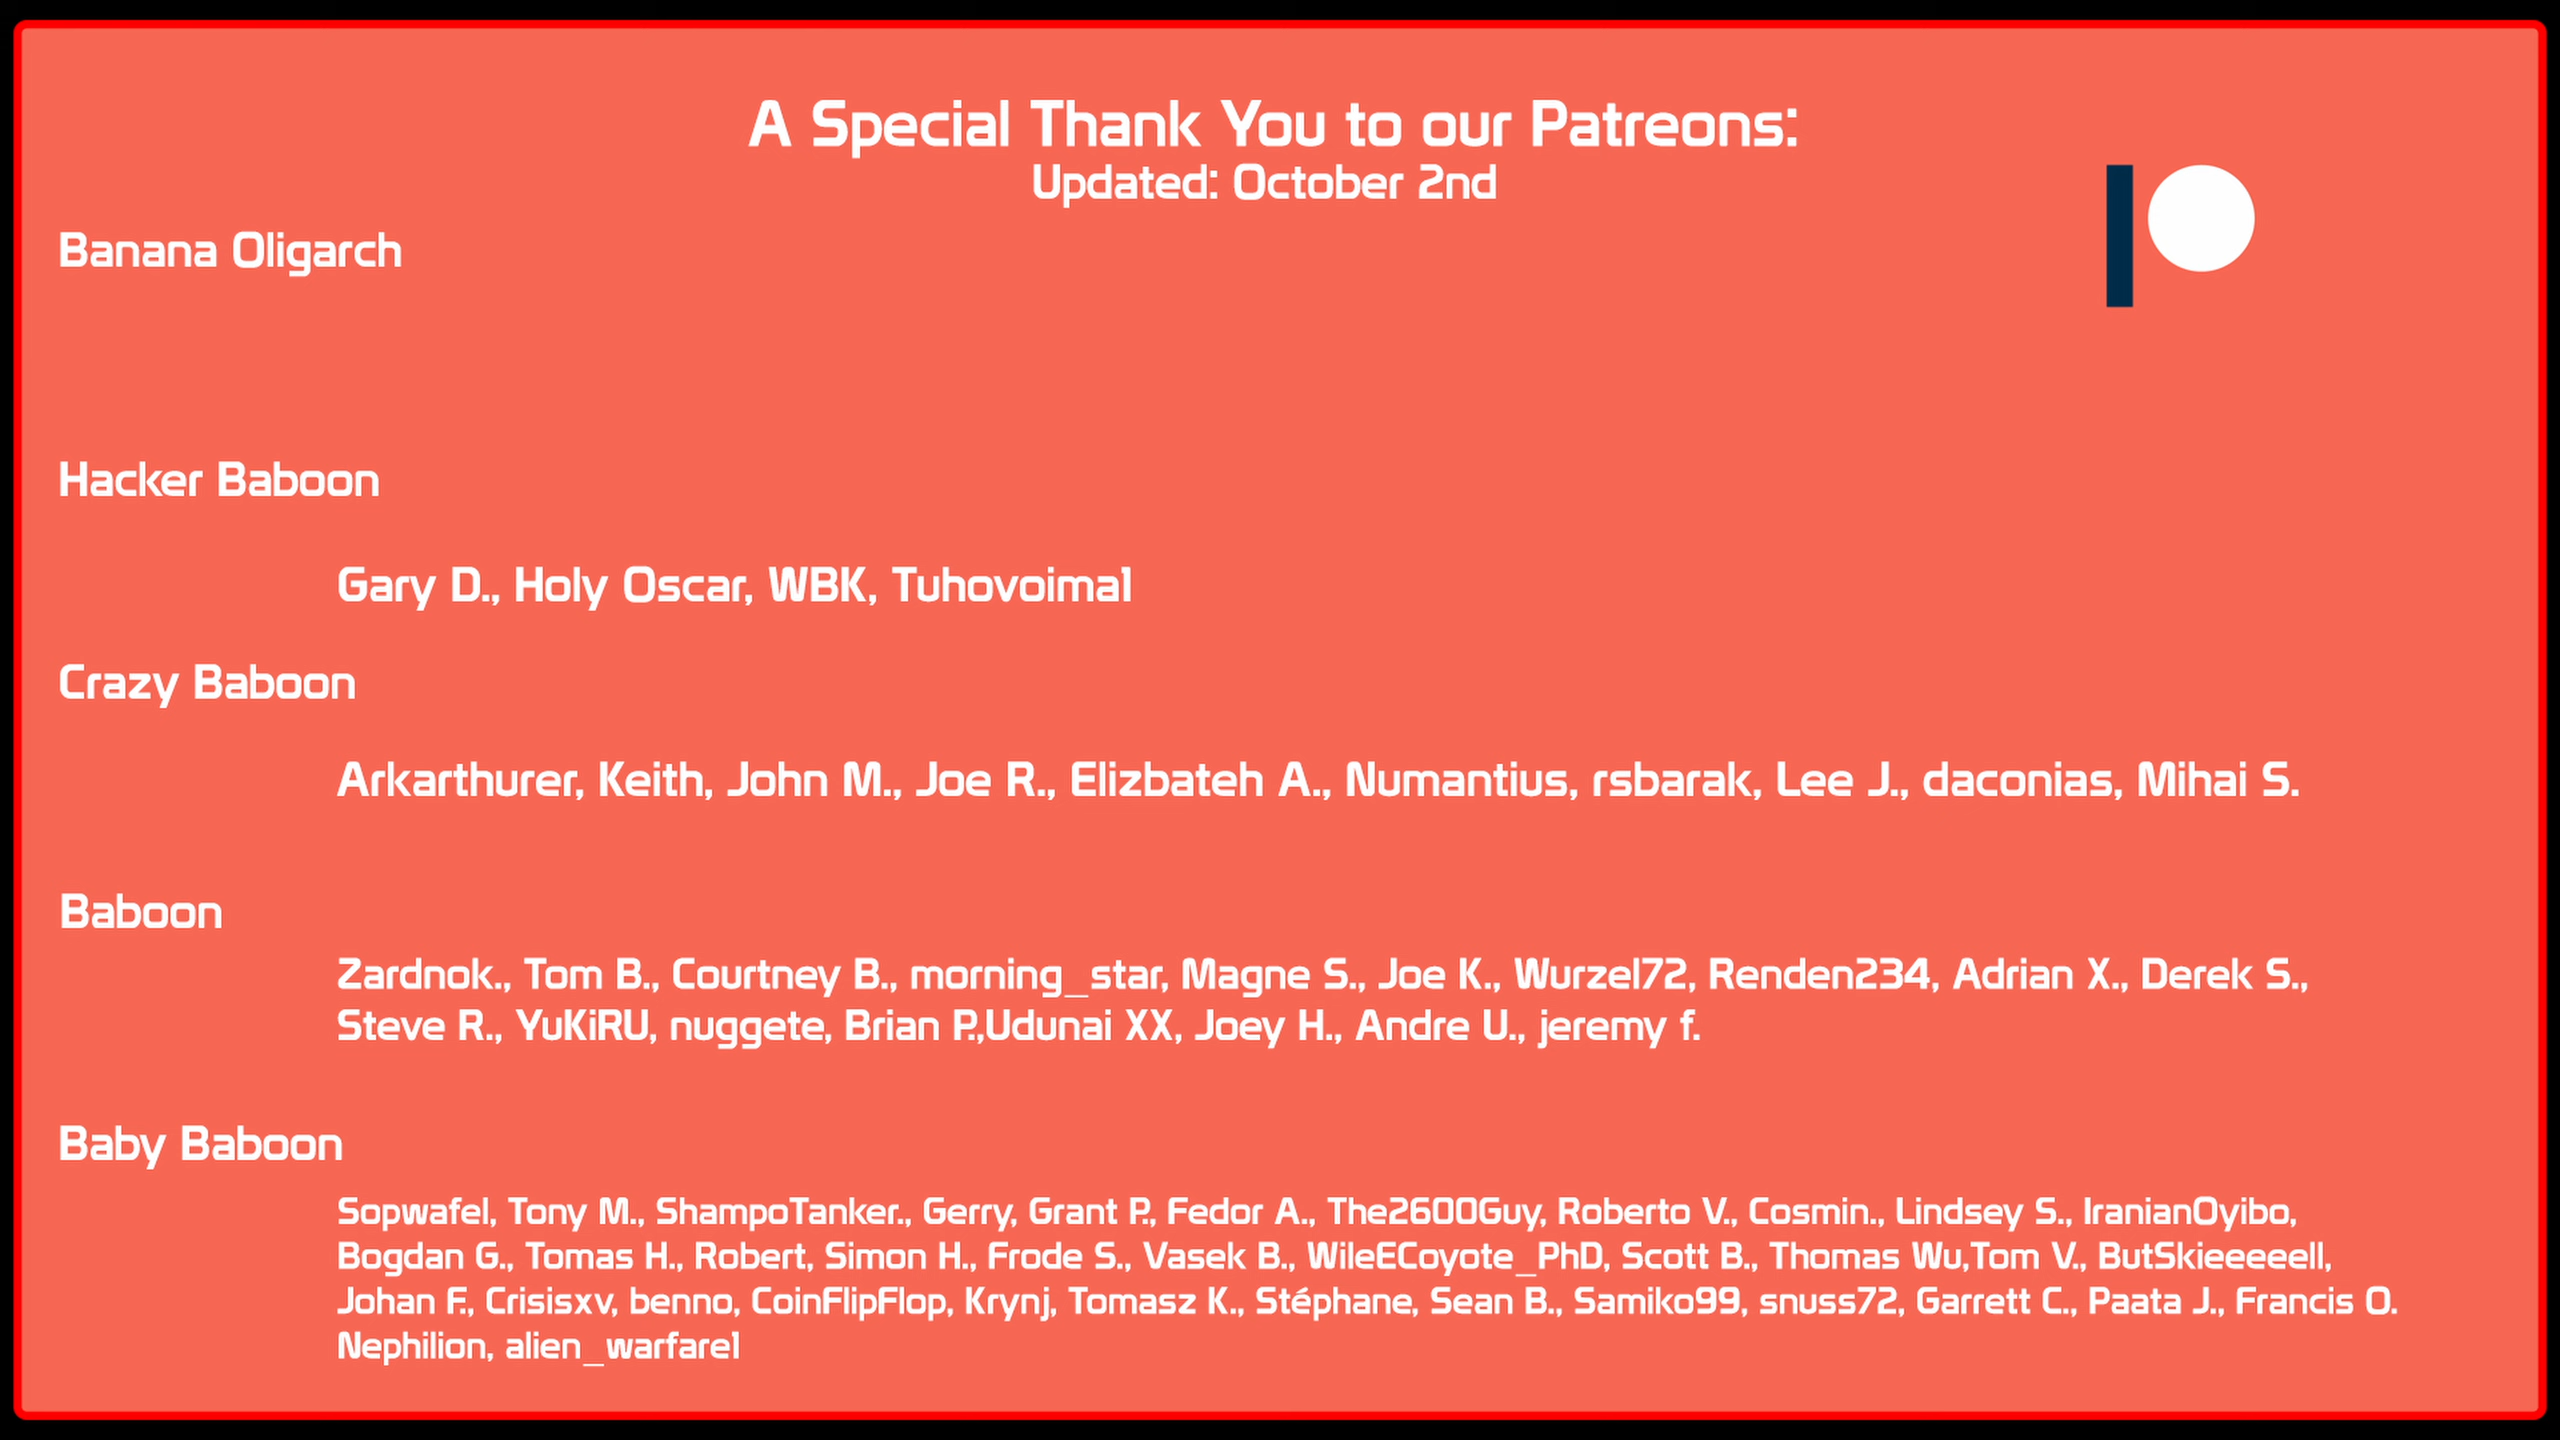 A Special Thank You to our Patreons:
Updated: October 2nd
Banana Oligarch
Hacker Baboon
Gary D., Holy Oscar, WBK, Tuhovoima1
Crazy Baboon
Arkarthurer, Keith, John M., Joe R., Elizbateh A., Numantius, rsbarak, Lee J., daconias, Mihai S.
Baboon
Zardnok., Tom B., Courtney B., morning_star, Magne S., Joe K., Wurzel72, Renden234, Adrian X., Derek S.,
Steve R., YuKiRU, nuggete, Brian P.,Udunai XX, Joey H., Andre U., jeremy f.
Baby Baboon
Sopwafel, Tony M., ShampoTanker., Gerry, Grant P., Fedor A., The2600Guy, Roberto V., Cosmin., Lindsey S., IranianOyibo,
Bogdan G., Tomas H., Robert, Simon H., Frode S., Vasek B., WileECoyote_PhD, Scott B., Thomas Wu,Tom V., ButSkieeeeell,
Johan F., Crisisxv, benno, CoinFlipFlop, Krynj, Tomasz K., Stéphane, Sean B., Samiko99, snuss72, Garrett C., Paata J., Francis O.
Nephilion, alien_warfare1